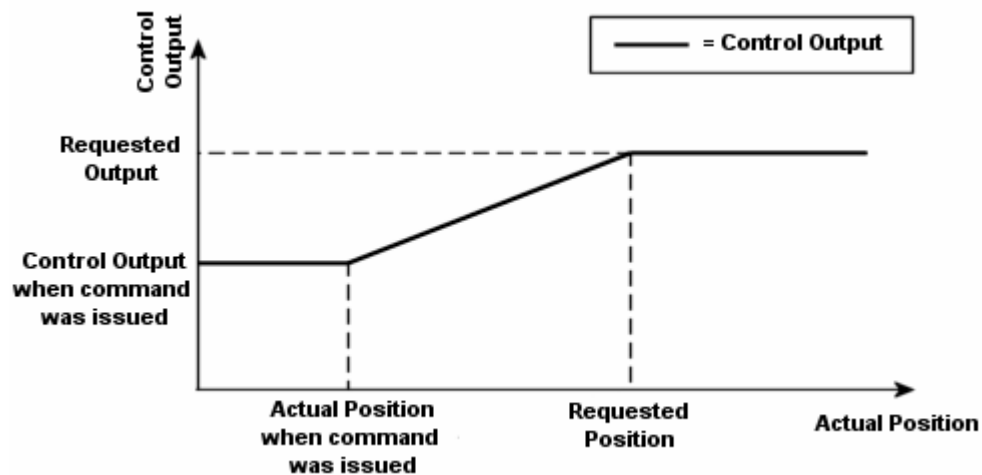 Control
Output
= Control Output
Requested
Output
Control Output
when command
was issued
Actual Position
when command
was issued
Requested
Position
Actual Position